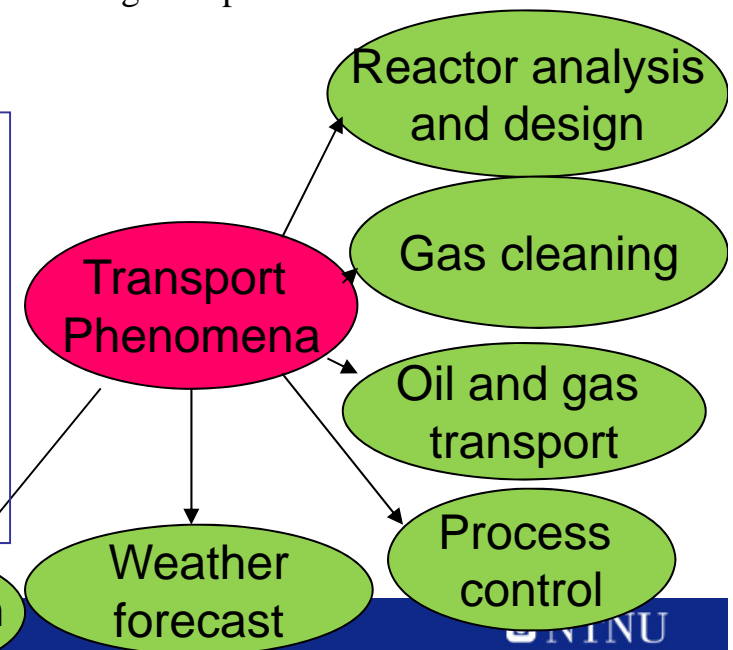 Reactor analysis
and design
Gas cleaning
Transport
Phenomena
Oil and gas
transport
Process
control
Weather
forecast
NTNU